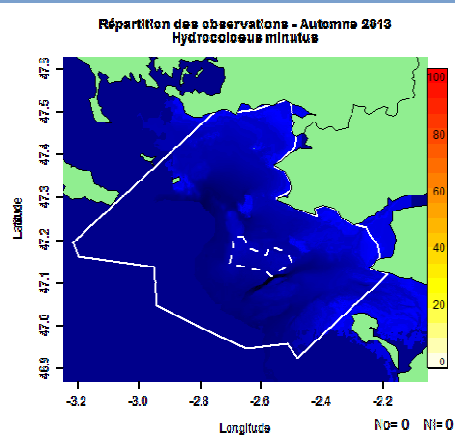 Répartition des observations - Automne 2013
Hydrocoloeus minutus
47.6
47.5
47.4
47.3
47.2
47.1
47.0
46.9
Latitude
100
80
60
40
20
0
-3.2 -3.0 -2.8 -2.6 -2.4 -2.2
Longitude
No= 0 Ni= 0